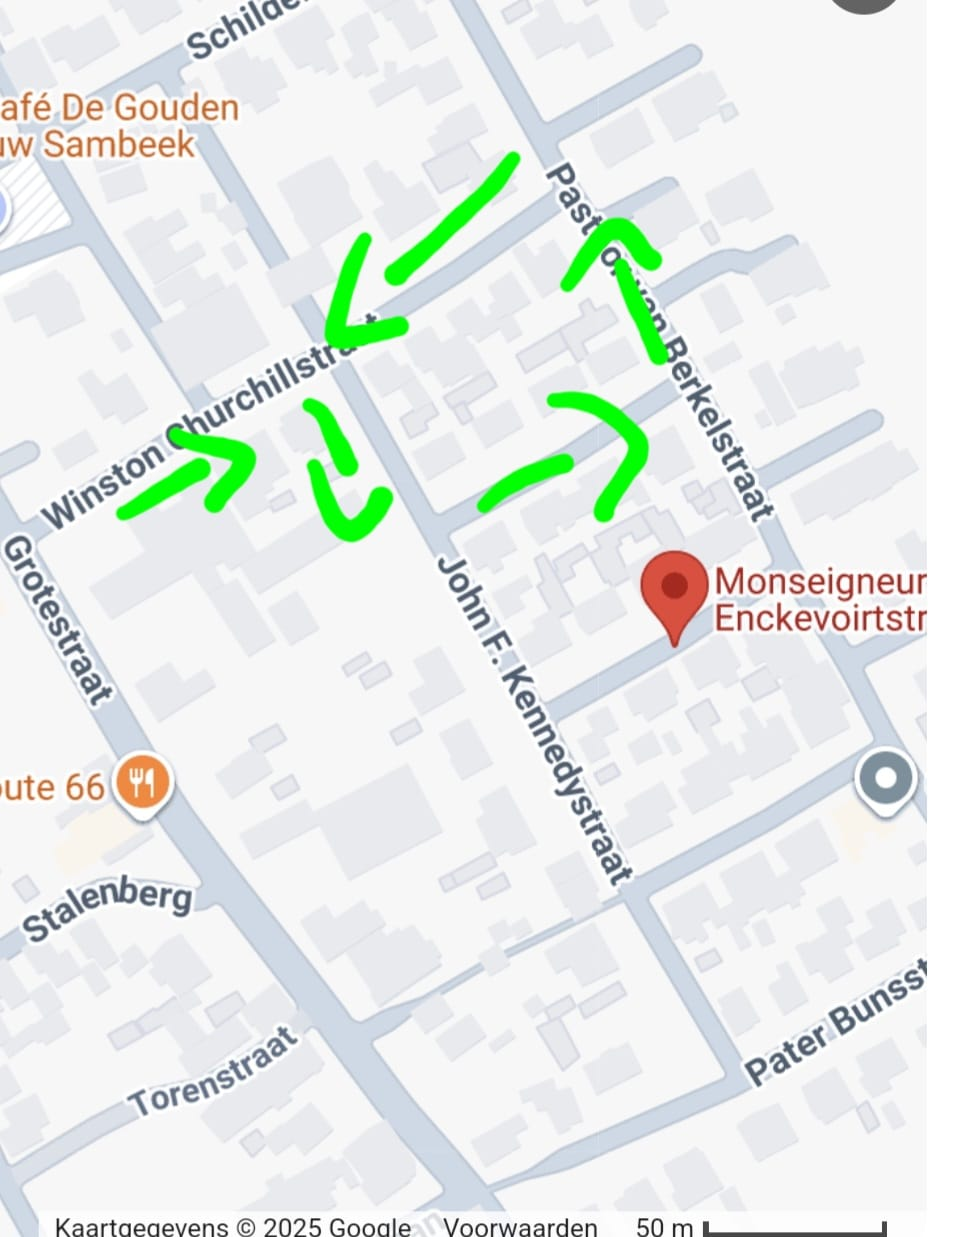 Schilde
afé De Gouden
uw Sambeek
Pastoor van Berkelstraat
Winston Churchillstraat
Grotestraat
John F. Kennedystraat
Monseigneur
Enckevoirtstr
oute 66
Stalenberg
Torenstraat
Pater Bunsst
Kaartgegevens © 2025 Google Voorwaarden 50 m